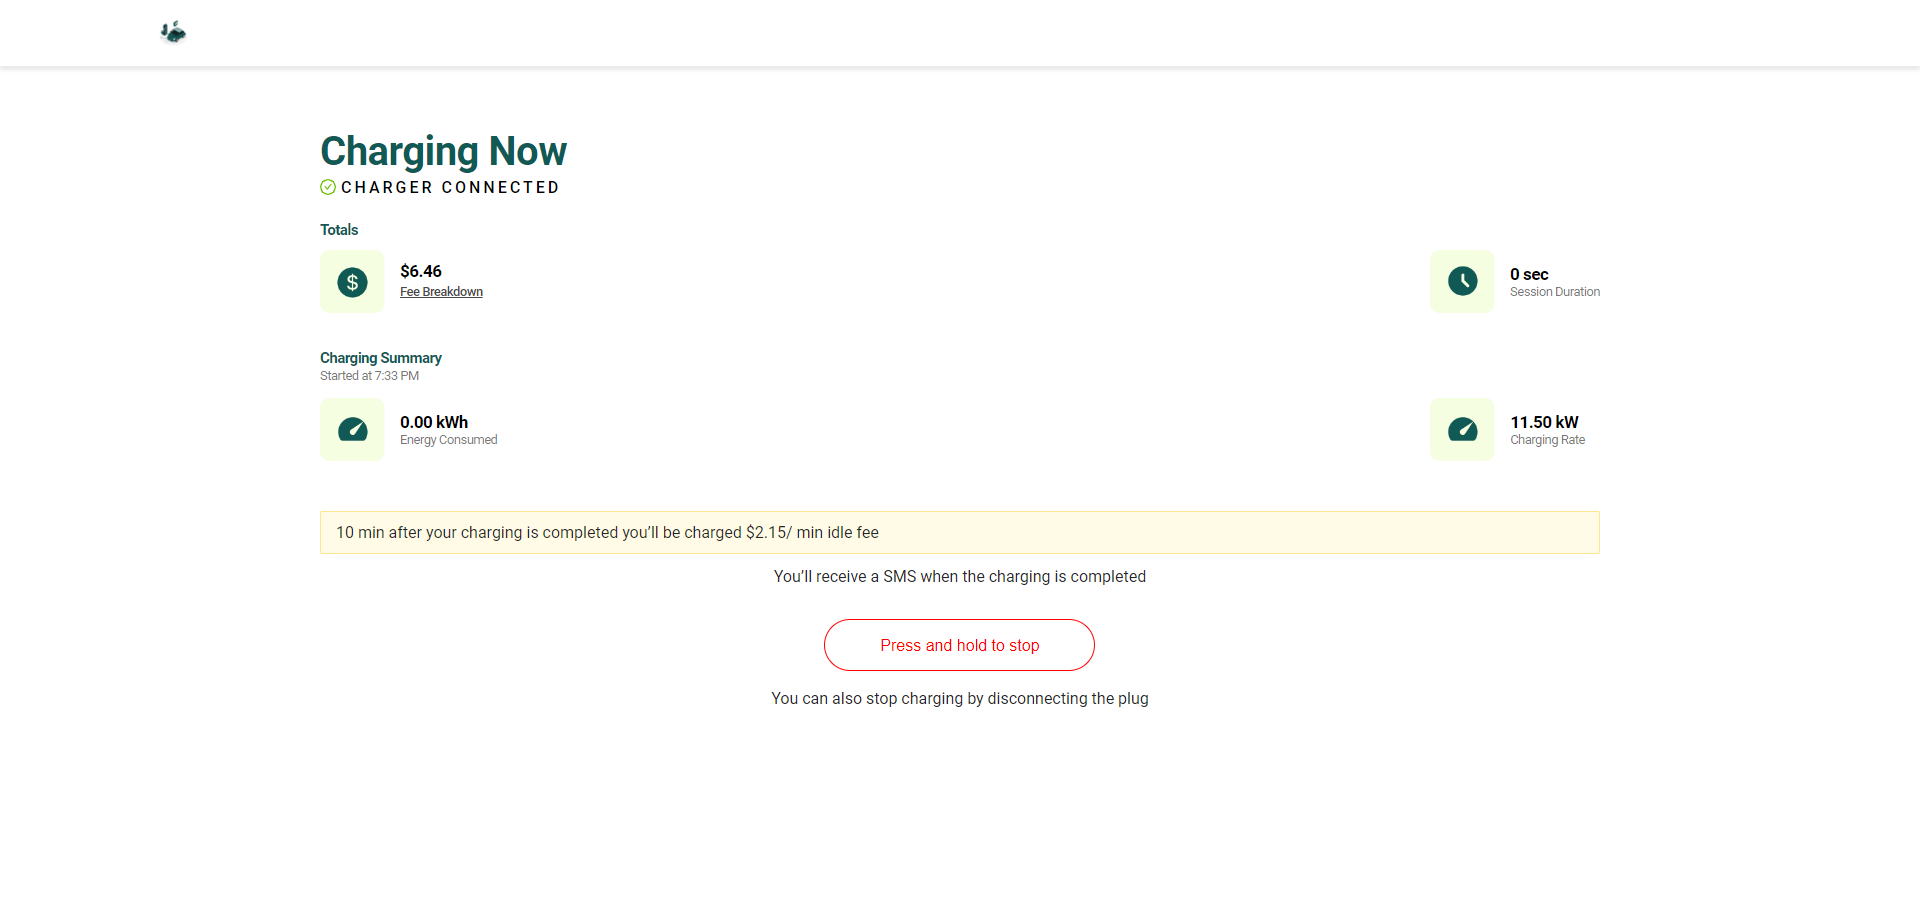 Charging Now
CHARGER CONNECTED
Totals
$6.46
Fee Breakdown
0 sec
Session Duration
Charging Summary
Started at 7:33 PM
0.00 kWh
Energy Consumed
11.50 kW
Charging Rate
10 min after your charging is completed you’ll be charged $2.15/ min idle fee
You’ll receive a SMS when the charging is completed
Press and hold to stop
You can also stop charging by disconnecting the plug